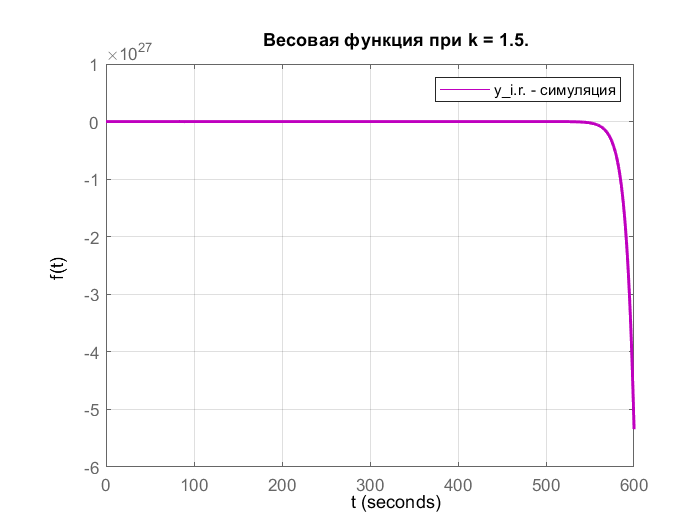 Весовая функция при k = 1.5.
×10^27
y_i.r. - симуляция
1
0
-1
-2
-3
-4
-5
-6
f(t)
0 100 200 300 400 500 600
t (seconds)